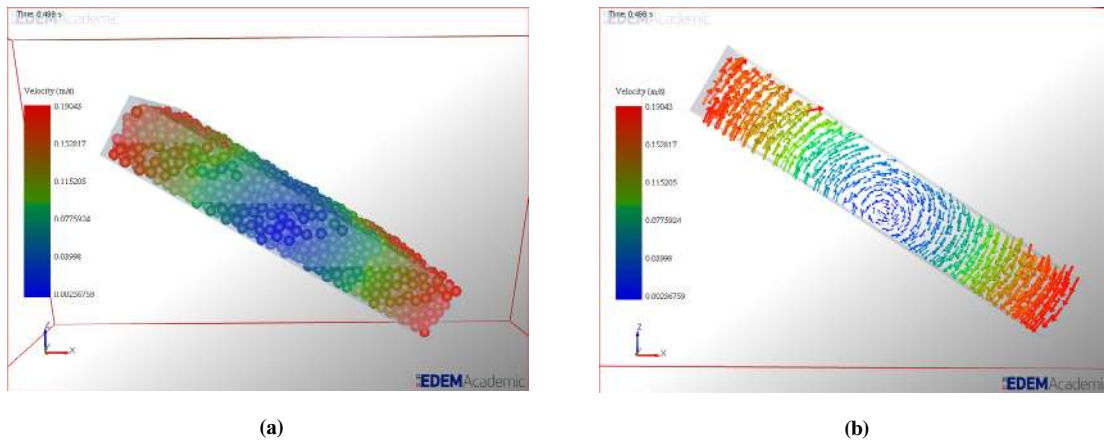 Time: 0.498 s
EDEMAcademic
Velocity (m/s)
0.19043
0.152817
0.115205
0.0775924
0.03998
0.00236759
Z
X
EDEMAcademic
(a)
Time: 0.498 s
EDEMAcademic
Velocity (m/s)
0.19043
0.152817
0.115205
0.0775924
0.03998
0.00236759
Z
Y
X
EDEMAcademic
(b)